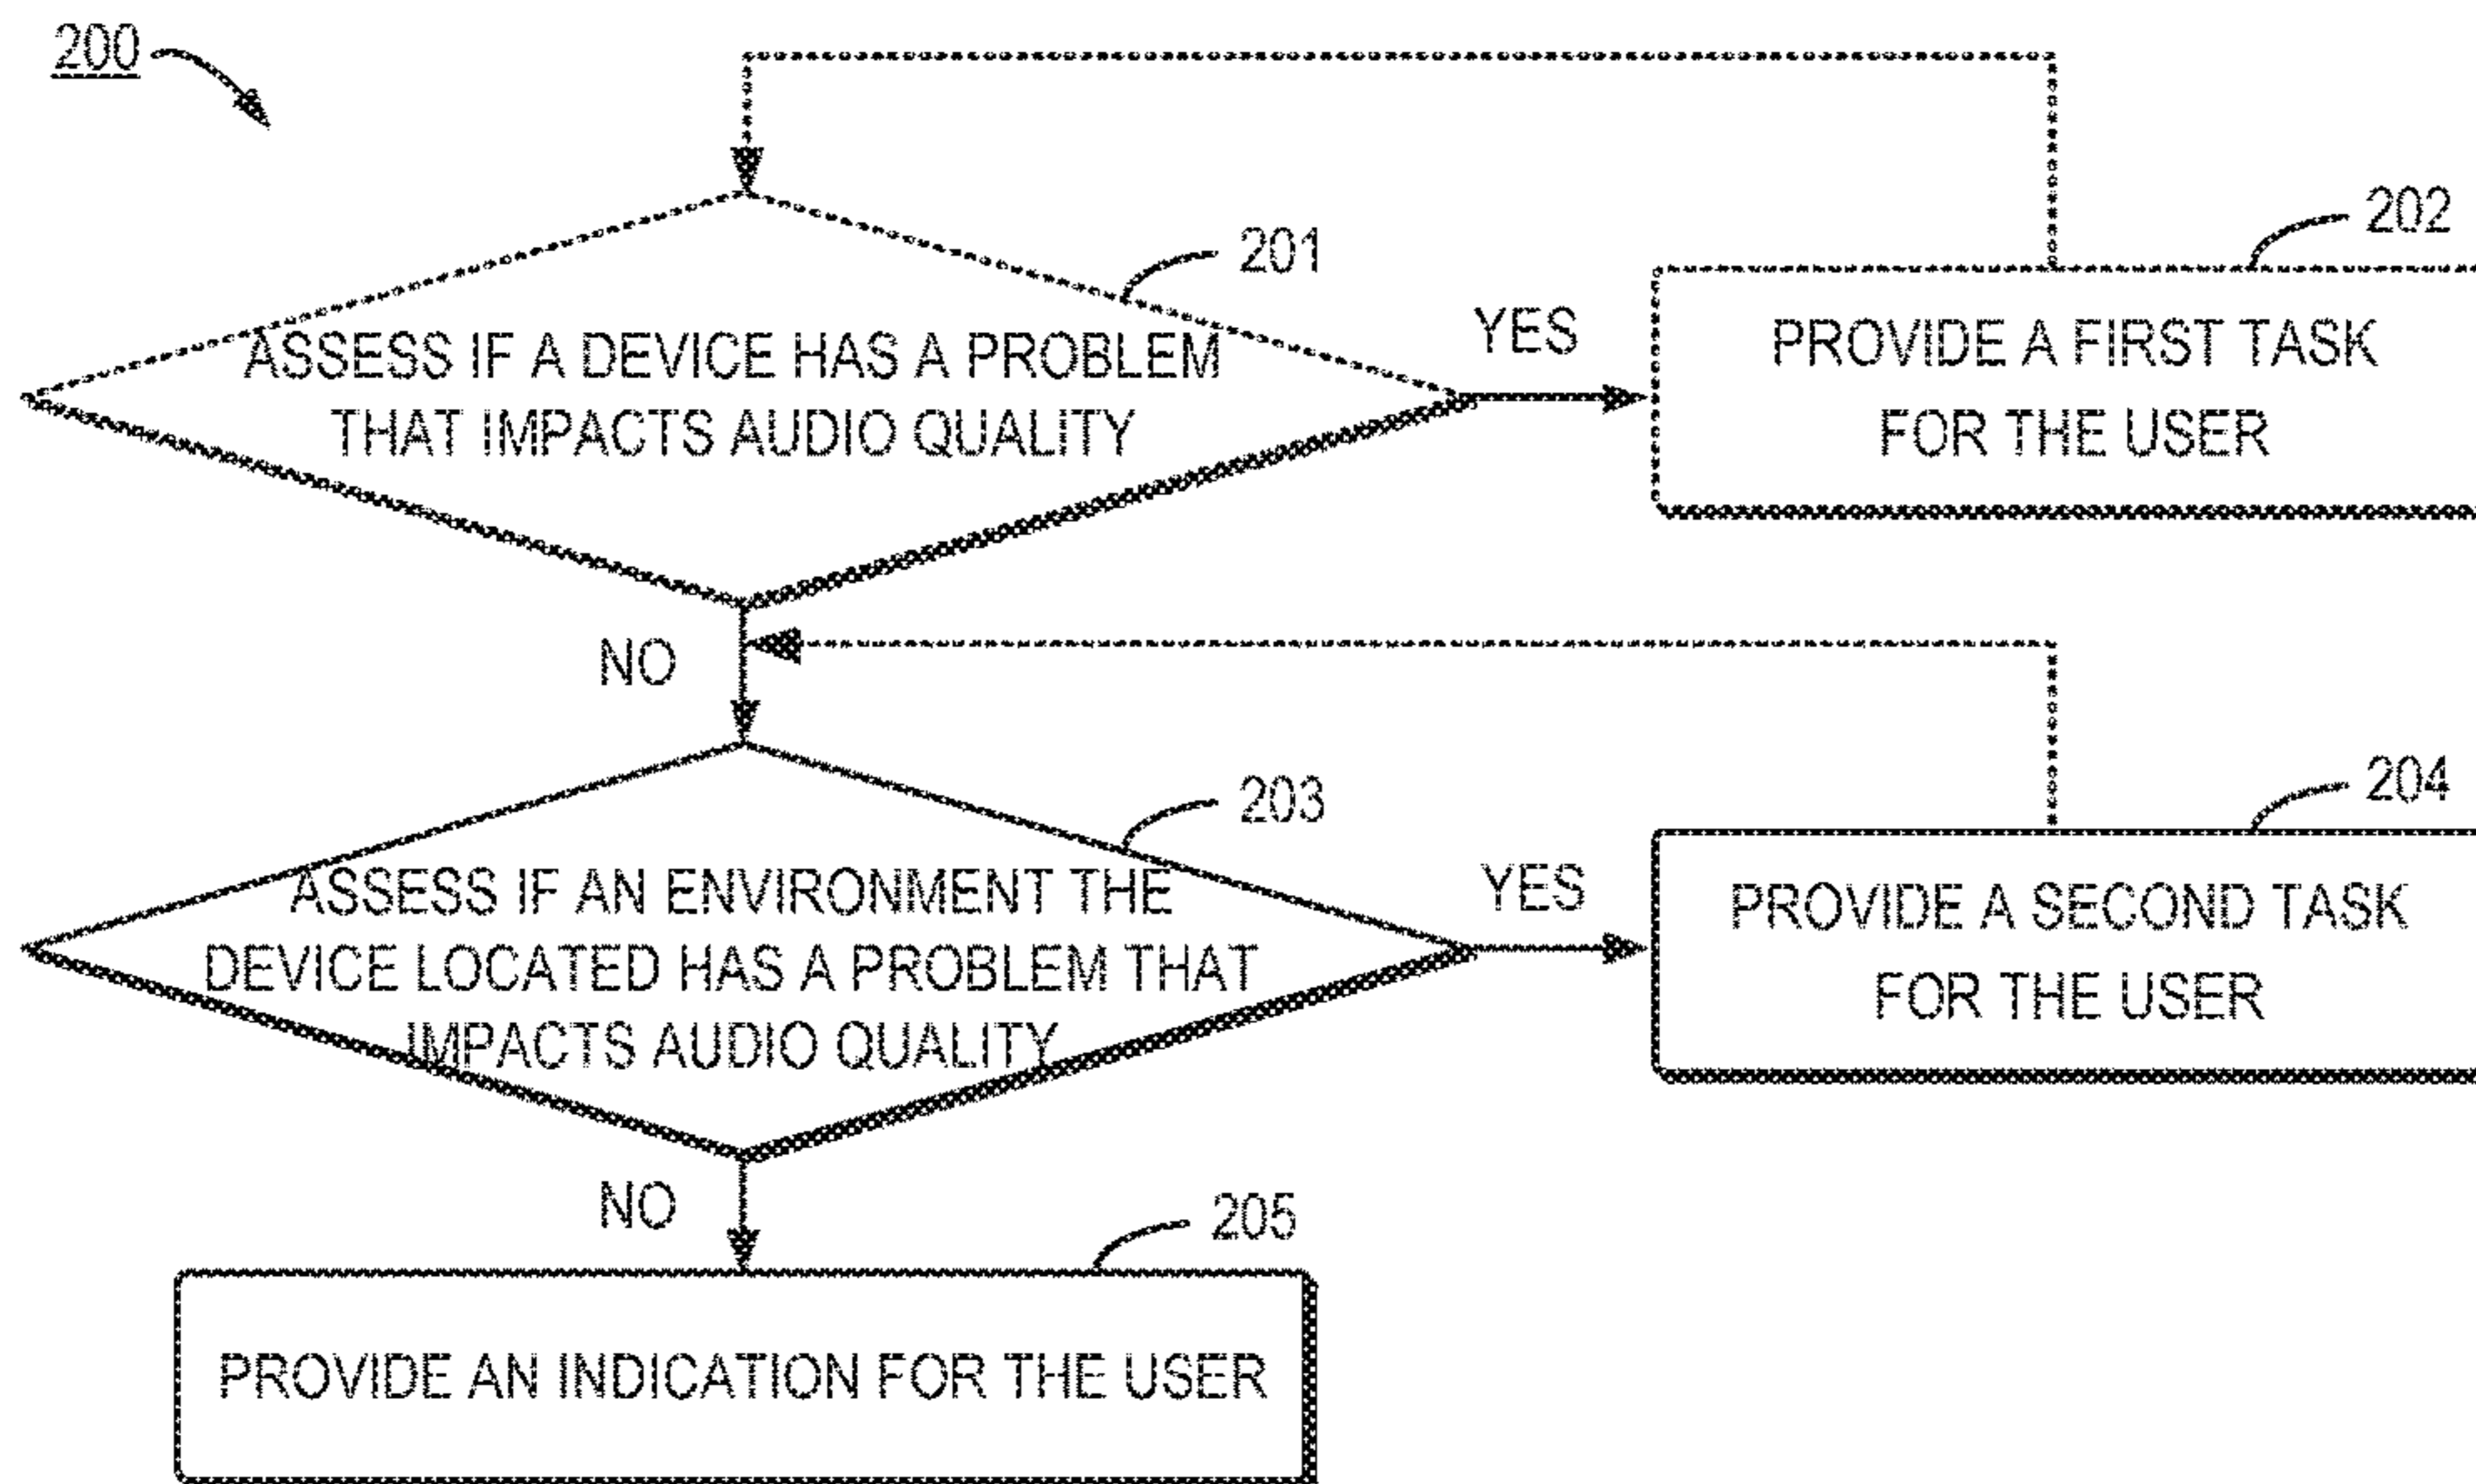 200
201
ASSESS IF A DEVICE HAS A PROBLEM
THAT IMPACTS AUDIO QUALITY
YES
202
PROVIDE A FIRST TASK
FOR THE USER
NO
203
ASSESS IF AN ENVIRONMENT THE
DEVICE LOCATED HAS A PROBLEM THAT
IMPACTS AUDIO QUALITY
YES
204
PROVIDE A SECOND TASK
FOR THE USER
NO
205
PROVIDE AN INDICATION FOR THE USER